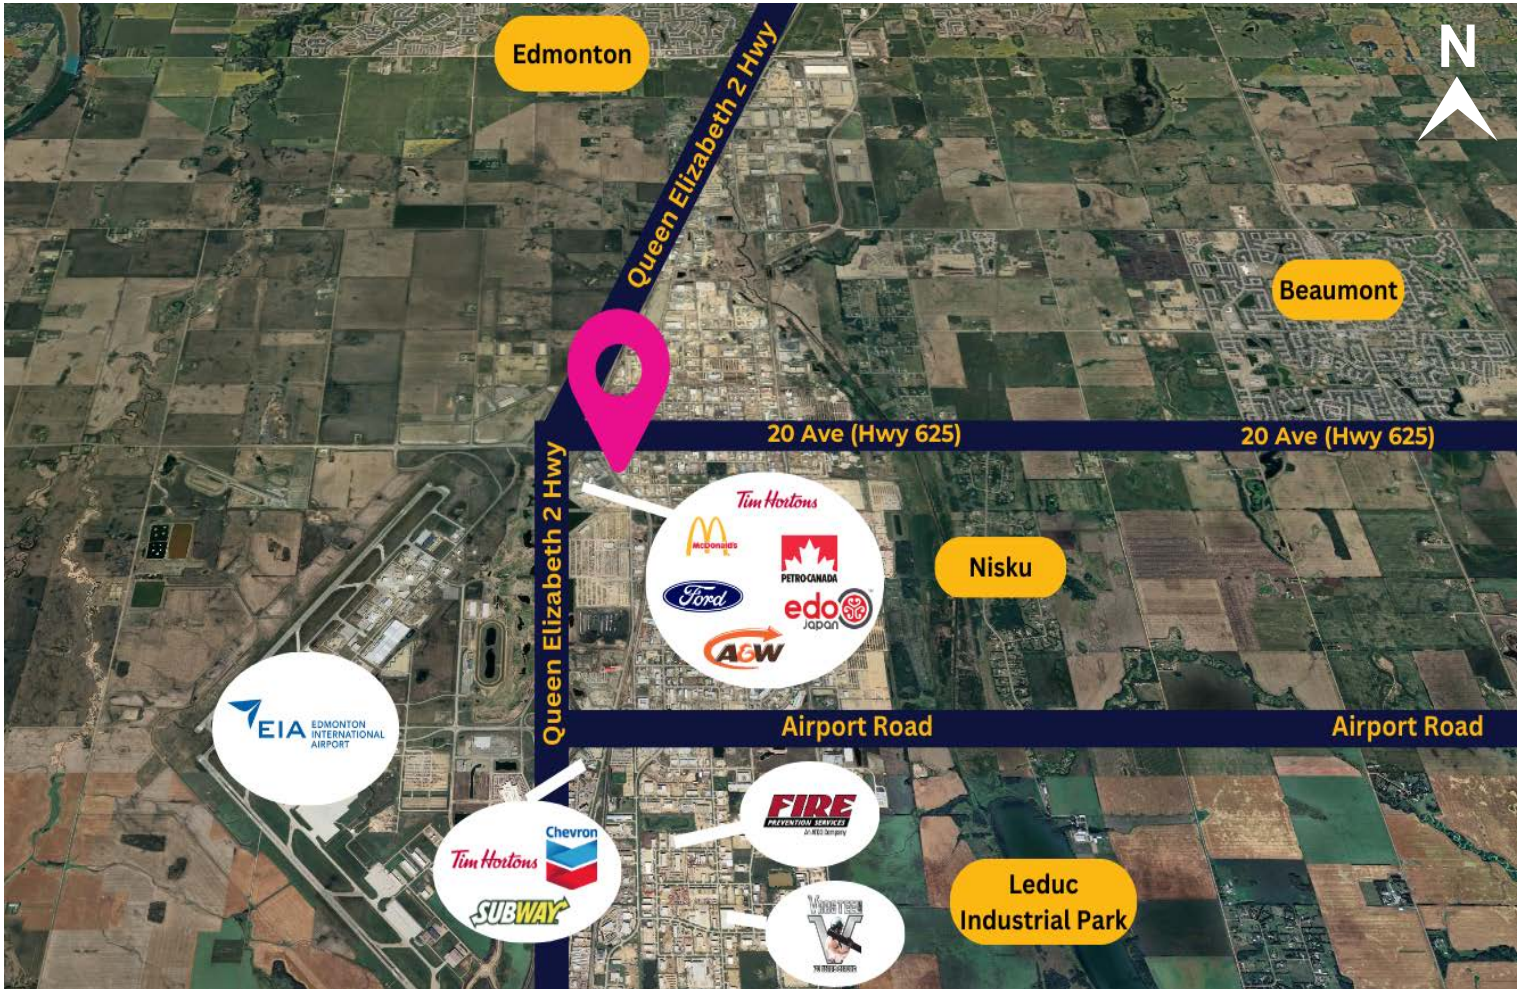 Edmonton
N
Queen Elizabeth 2 Hwy
Beaumont
20 Ave (Hwy 625)
20 Ave (Hwy 625)
Queen Elizabeth 2 Hwy
Tim Hortons
McDonald's
PETRO-CANADA
Ford
edo
Japan
A&W
Nisku
EIA
EDMONTON
INTERNATIONAL
AIRPORT
Airport Road
Airport Road
FIRE
PREVENTION SERVICES
Chevron
Tim Hortons
SUBWAY
Leduc
Industrial Park